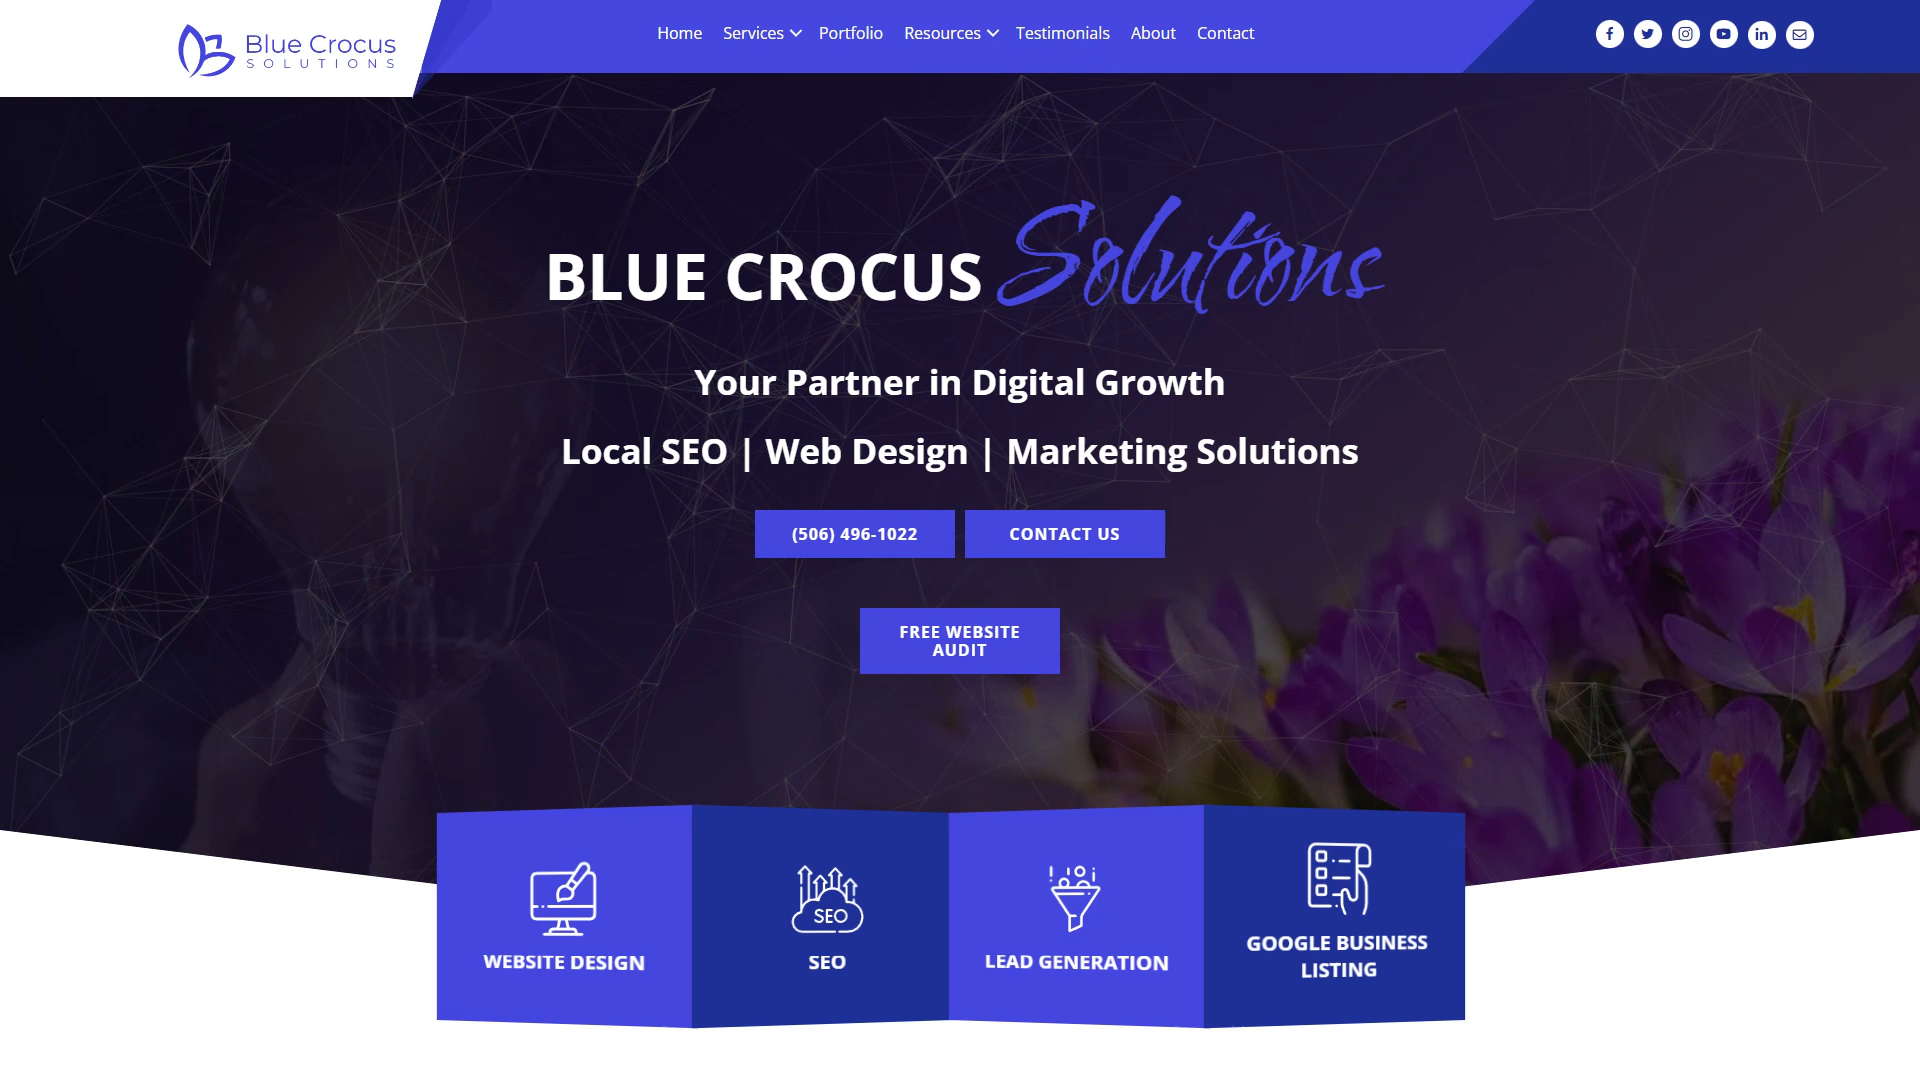 Blue Crocus
SOLUTIONS
Home Services Portfolio Resources Testimonials About Contact
BLUE CROCUS Solutions
Your Partner in Digital Growth
Local SEO | Web Design | Marketing Solutions
(506) 496-1022 CONTACT US
FREE WEBSITE
AUDIT
SEO
WEBSITE DESIGN SEO LEAD GENERATION GOOGLE BUSINESS
LISTING